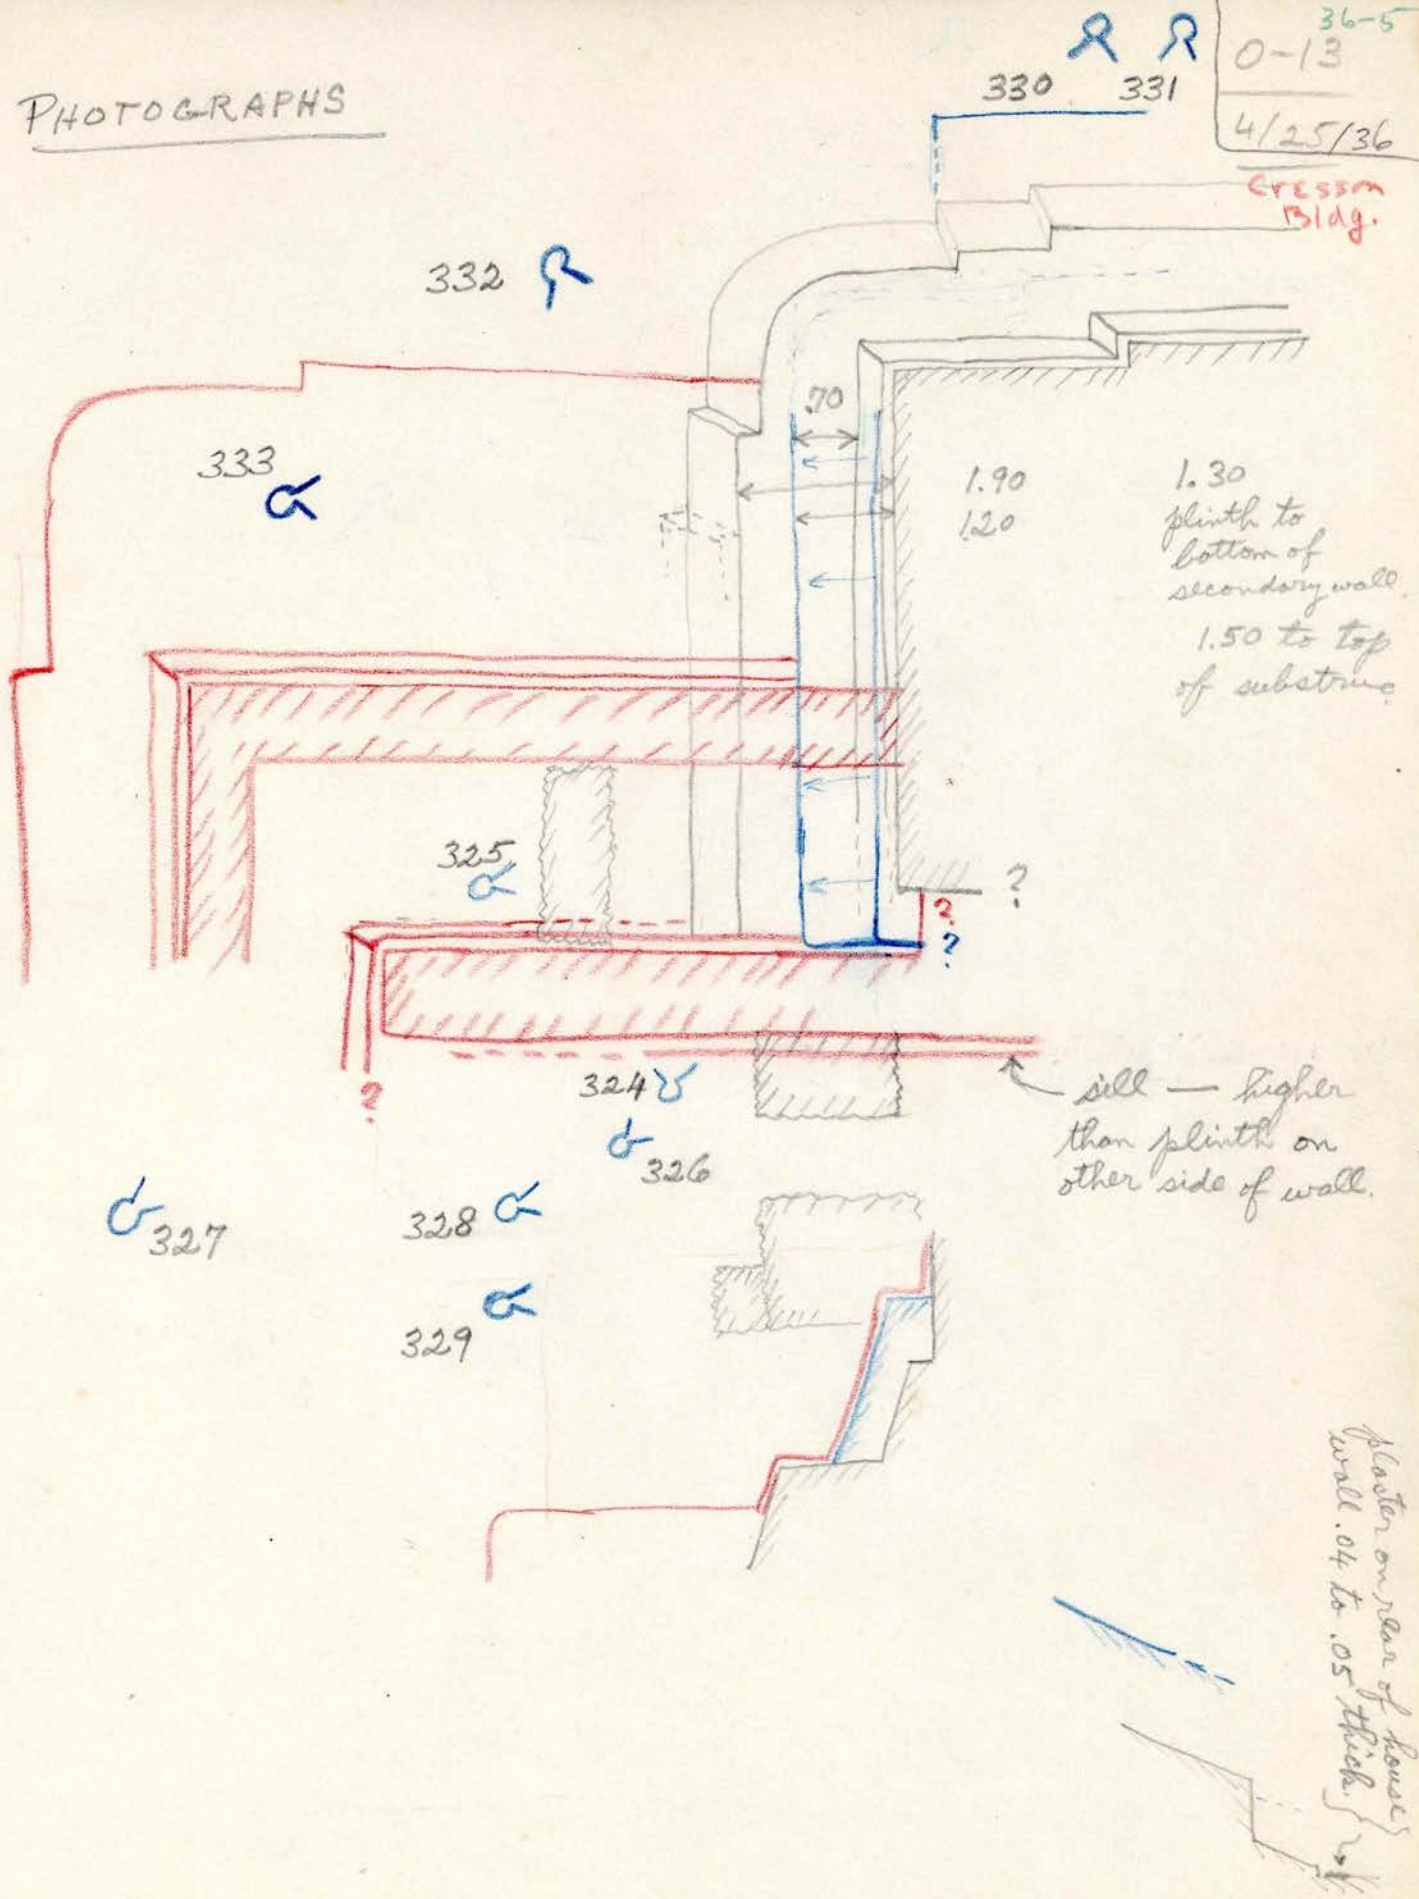 36-5
O-13
4/25/36
Cresson
Bldg.
PHOTOGRAPHS
330 331
332
333
.70
1.90
1.20
1.30
plinth to
bottom of
secondary wall.
1.50 to top
of substruc
325
?
?
?
?
324
326
327
328
329
sill — higher
than plinth on
other side of wall.
plaster on rear of house
wall .04 to .05 thick.